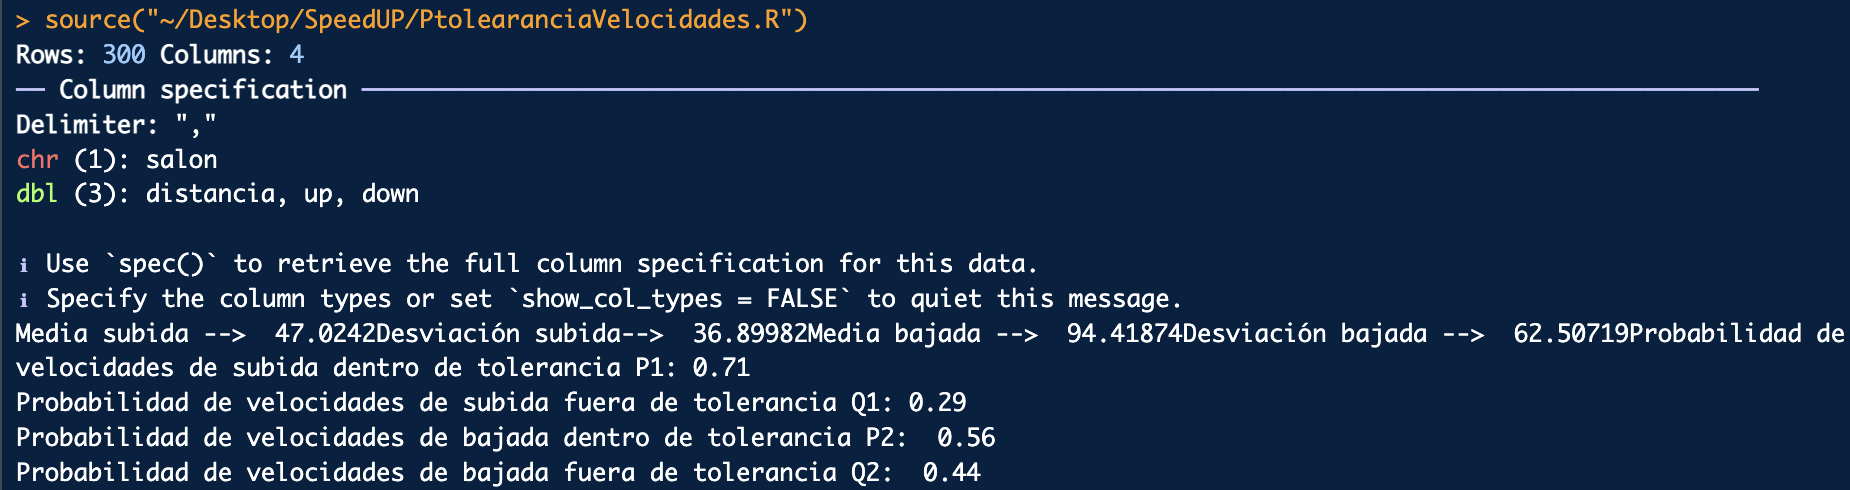 > source("~/Desktop/SpeedUP/PtolearanciaVelocidades.R")
Rows: 300 Columns: 4
── Column specification ────────────────────────────────────────
Delimiter: ","
chr (1): salon
dbl (3): distancia, up, down
ℹ Use `spec()` to retrieve the full column specification for this data.
ℹ Specify the column types or set `show_col_types = FALSE` to quiet this message.
Media subida -->  47.0242Desviación subida-->  36.89982Media bajada -->  94.41874Desviación bajada -->  62.50719Probabilidad de
velocidades de subida dentro de tolerancia P1: 0.71
Probabilidad de velocidades de subida fuera de tolerancia Q1: 0.29
Probabilidad de velocidades de bajada dentro de tolerancia P2:  0.56
Probabilidad de velocidades de bajada fuera de tolerancia Q2:  0.44